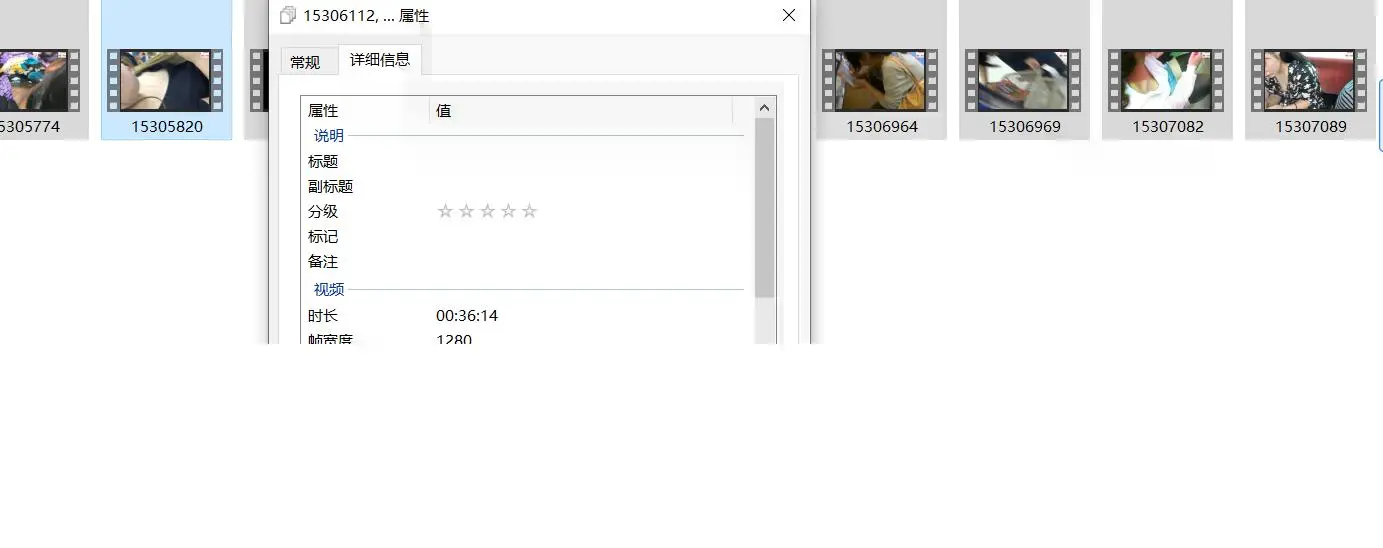 15306112, ... 属性
常规 详细信息
属性 值
说明
标题
副标题
分级
标记
备注
视频
时长 00:36:14
帧宽度 1280
5305774
15305820
15306964
15306969
15307082
15307089